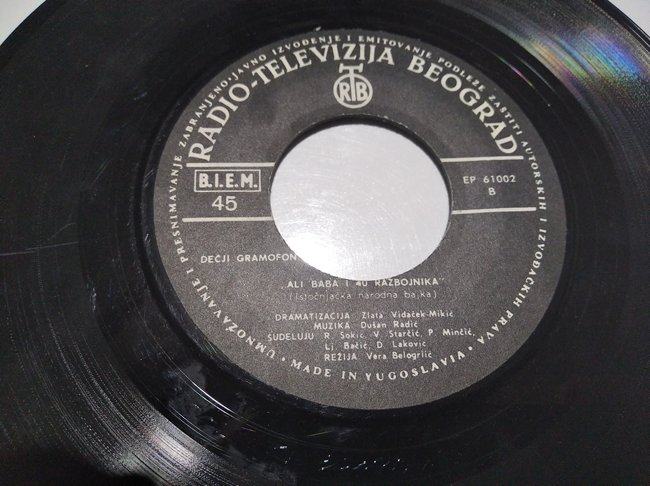 UMNOŽAVANJE I PRESNIMAVANJE ZABRANJENO · JAVNO IZVOĐENJE I EMITOVANJE PODLEŽE ZAŠTITI AUTORSKIH I IZVOĐAČKIH PRAVA ·
RADIO-TELEVIZIJA BEOGRAD
RTB
B.I.E.M.
45
EP 61002
B
DEČJI GRAMOFON
ALI BABA I 40 RAZBOJNIKA"
(Istočnjačka narodna bajka)
DRAMATIZACIJA Zlata Vidaček-Mikić
MUZIKA Dušan Radić
SUDELUJU R. Sokić, V. Starčić, P. Minčić,
Lj. Bačić, D. Laković
REŽIJA Vera Belogrlić
· MADE IN YUGOSLAVIA ·